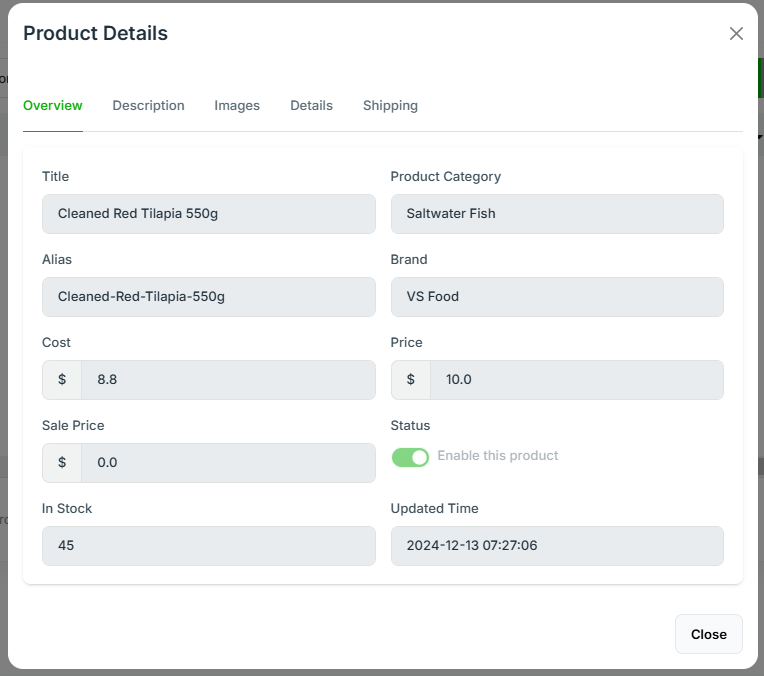 Product Details
Overview Description Images Details Shipping
Title
Cleaned Red Tilapia 550g
Product Category
Saltwater Fish
Alias
Cleaned-Red-Tilapia-550g
Brand
VS Food
Cost
$ 8.8
Price
$ 10.0
Sale Price
$ 0.0
Status
Enable this product
In Stock
45
Updated Time
2024-12-13 07:27:06
Close